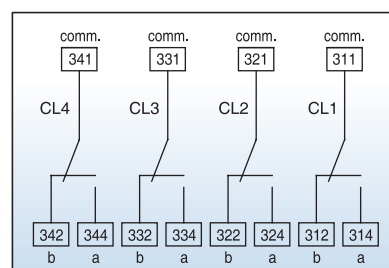 comm. comm. comm. comm.
341 331 321 311
CL4 CL3 CL2 CL1
342 344 332 334 322 324 312 314
b a b a b a b a